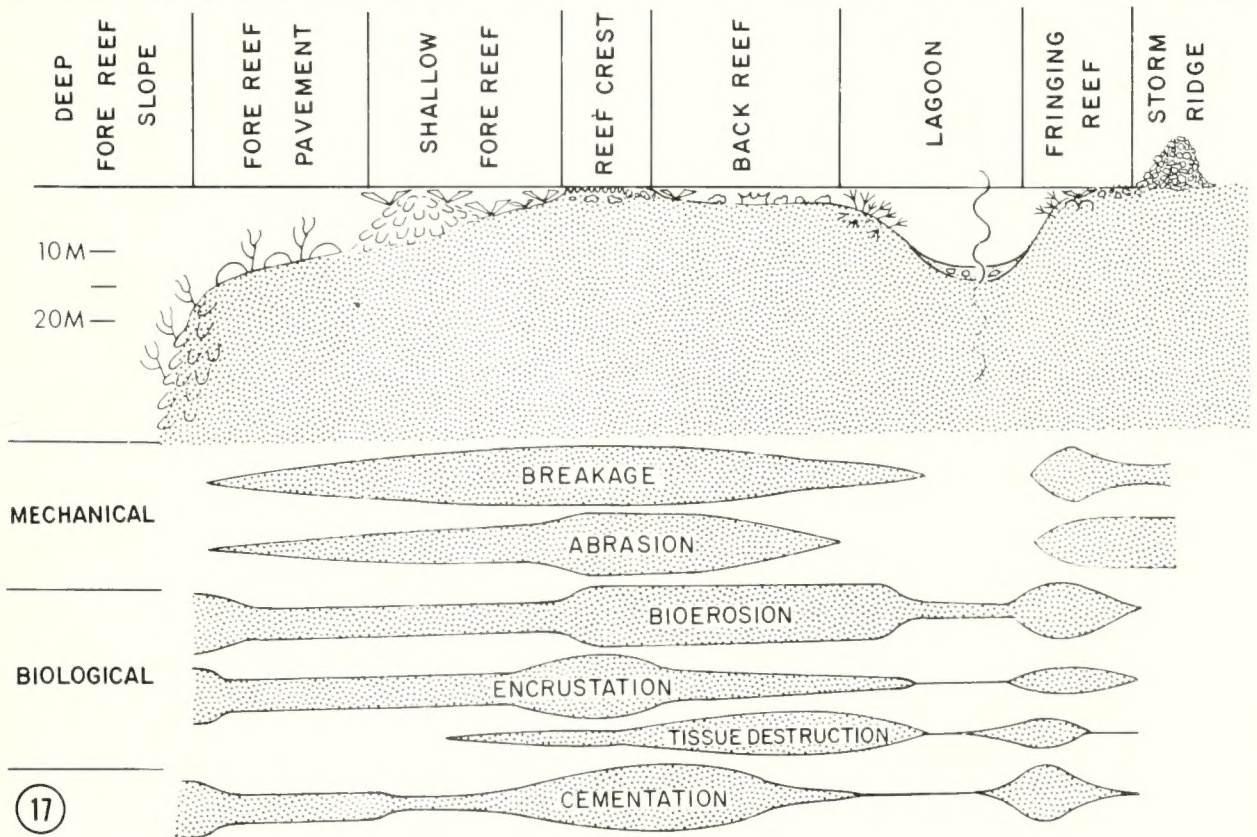 DEEP
FORE REEF
SLOPE
FORE REEF
PAVEMENT
SHALLOW
FORE REEF
REEF CREST
BACK REEF
LAGOON
FRINGING
REEF
STORM
RIDGE
10M
20M
MECHANICAL
BREAKAGE
ABRASION
BIOLOGICAL
BIOEROSION
ENCRUSTATION
TISSUE DESTRUCTION
CEMENTATION
17